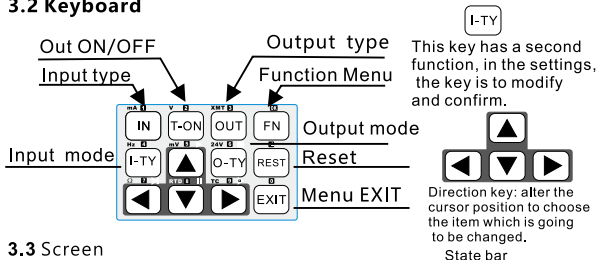 3.2 Keyboard
Out ON/OFF
Output type
Input type
Function Menu
I-TY
This key has a second
function, in the settings,
the key is to modify
and confirm.
mA 1
V 2
XMT 3
IN
T-ON
OUT
FN
Output mode
Hz 4
mV 5
24V 6
Input mode
I-TY
O-TY
REST
Reset
Ω 7
RTD 8
TC 9
0
EXIT
Menu EXIT
Direction key: alter the
cursor position to choose
the item which is going
to be changed.
3.3 Screen
State bar